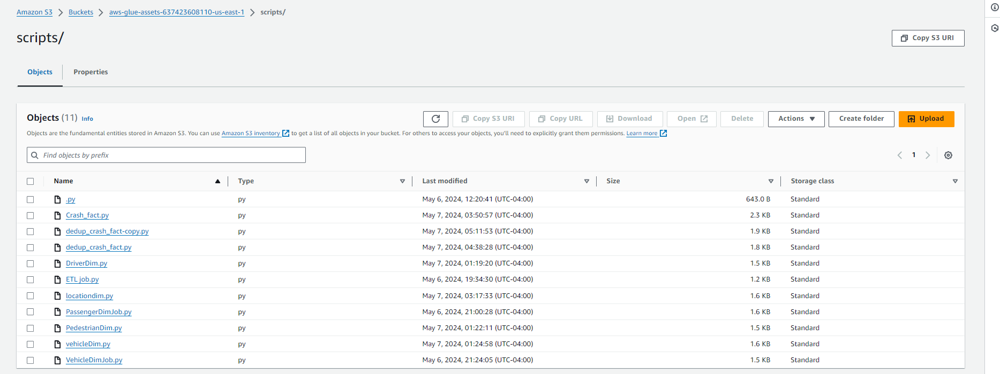 Amazon S3 > Buckets > aws-glue-assets-637423608110-us-east-1 > scripts/
scripts/
Copy S3 URI
Objects Properties
Objects (11) Info
Copy S3 URI Copy URL Download Open Delete Actions Create folder Upload
Objects are the fundamental entities stored in Amazon S3. You can use Amazon S3 inventory to get a list of all objects in your bucket. For others to access your objects, you'll need to explicitly grant them permissions. Learn more
Find objects by prefix
1
Name Type Last modified Size Storage class
.py py May 6, 2024, 12:20:41 (UTC-04:00) 643.0 B Standard
Crash_fact.py py May 7, 2024, 03:50:57 (UTC-04:00) 2.3 KB Standard
dedup_crash_fact-copy.py py May 7, 2024, 05:11:53 (UTC-04:00) 1.9 KB Standard
dedup_crash_fact.py py May 7, 2024, 04:38:28 (UTC-04:00) 1.8 KB Standard
DriverDim.py py May 7, 2024, 01:19:20 (UTC-04:00) 1.5 KB Standard
ETL job.py py May 6, 2024, 19:34:30 (UTC-04:00) 1.2 KB Standard
locationdim.py py May 7, 2024, 03:17:33 (UTC-04:00) 1.6 KB Standard
PassengerDimJob.py py May 6, 2024, 21:00:28 (UTC-04:00) 1.6 KB Standard
PedestrianDim.py py May 7, 2024, 01:22:11 (UTC-04:00) 1.5 KB Standard
vehicleDim.py py May 7, 2024, 01:24:58 (UTC-04:00) 1.6 KB Standard
VehicleDimJob.py py May 6, 2024, 21:24:05 (UTC-04:00) 1.5 KB Standard